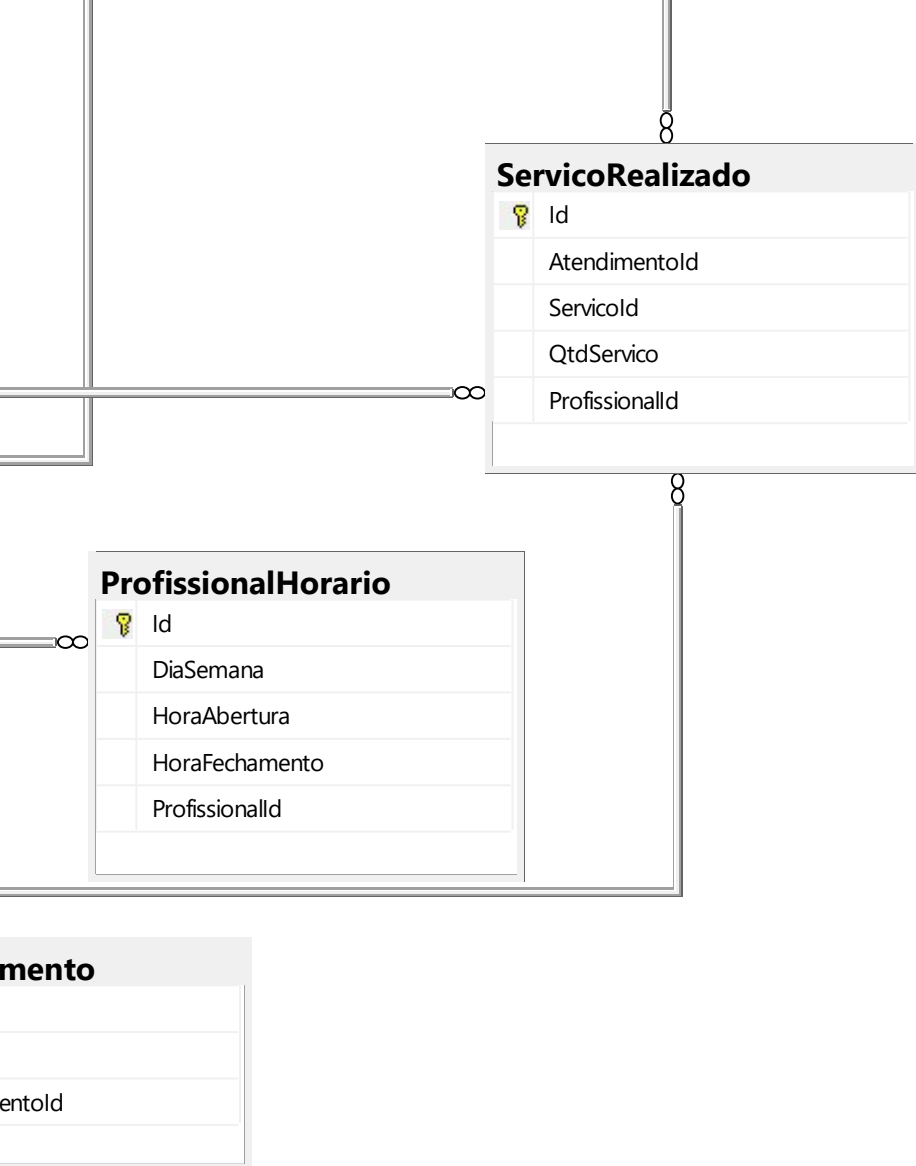 ServicoRealizado
Id
AtendimentoId
ServicoId
QtdServico
ProfissionalId
ProfissionalHorario
Id
DiaSemana
HoraAbertura
HoraFechamento
ProfissionalId
mento
entoId